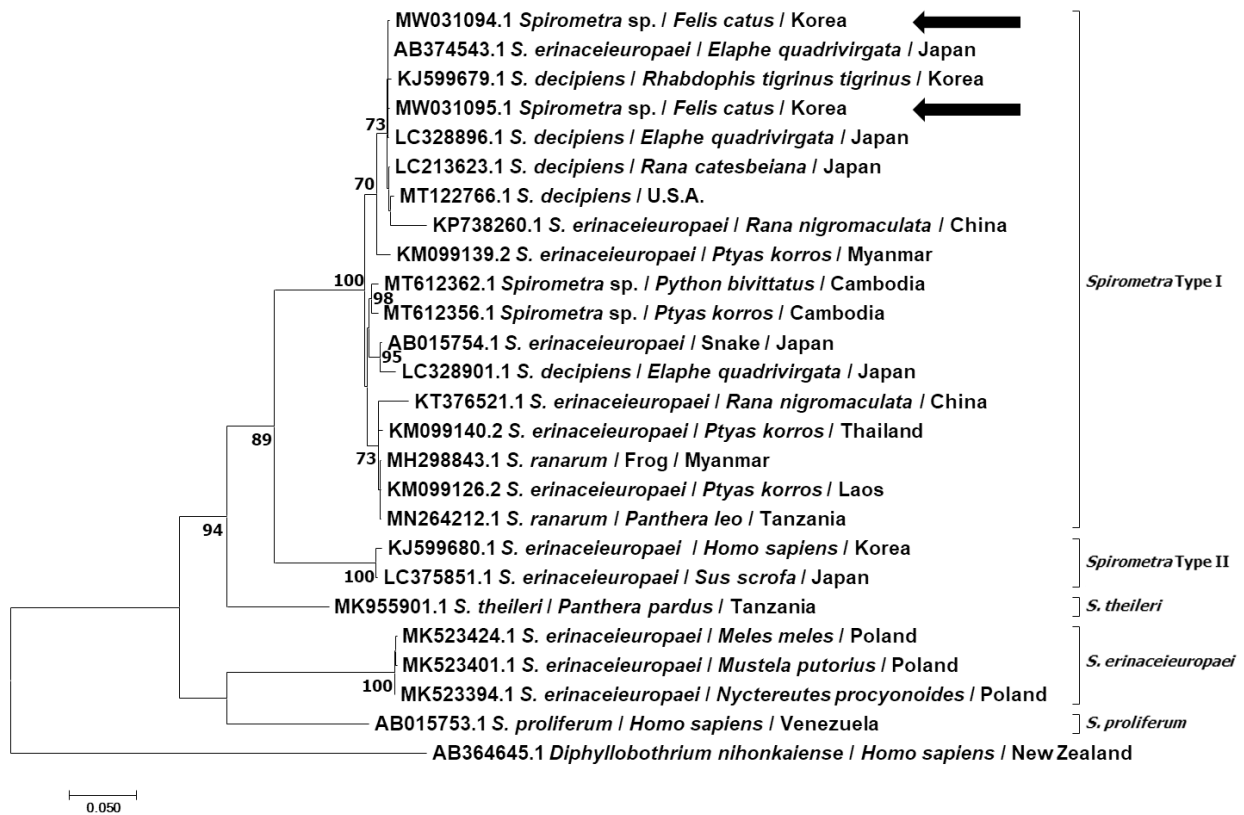 MW031094.1 Spirometra sp. / Felis catus / Korea
AB374543.1 S. erinaceieuropaei / Elaphe quadrivirgata / Japan
KJ599679.1 S. decipiens / Rhabdophis tigrinus tigrinus / Korea
MW031095.1 Spirometra sp. / Felis catus / Korea
73
LC328896.1 S. decipiens / Elaphe quadrivirgata / Japan
LC213623.1 S. decipiens / Rana catesbeiana / Japan
70
MT122766.1 S. decipiens / U.S.A.
KP738260.1 S. erinaceieuropaei / Rana nigromaculata / China
KM099139.2 S. erinaceieuropaei / Ptyas korros / Myanmar
100
MT612362.1 Spirometra sp. / Python bivittatus / Cambodia
Spirometra Type I
98
MT612356.1 Spirometra sp. / Ptyas korros / Cambodia
AB015754.1 S. erinaceieuropaei / Snake / Japan
95
LC328901.1 S. decipiens / Elaphe quadrivirgata / Japan
KT376521.1 S. erinaceieuropaei / Rana nigromaculata / China
KM099140.2 S. erinaceieuropaei / Ptyas korros / Thailand
89
73
MH298843.1 S. ranarum / Frog / Myanmar
KM099126.2 S. erinaceieuropaei / Ptyas korros / Laos
MN264212.1 S. ranarum / Panthera leo / Tanzania
94
KJ599680.1 S. erinaceieuropaei / Homo sapiens / Korea
Spirometra Type II
100
LC375851.1 S. erinaceieuropaei / Sus scrofa / Japan
MK955901.1 S. theileri / Panthera pardus / Tanzania
S. theileri
MK523424.1 S. erinaceieuropaei / Meles meles / Poland
MK523401.1 S. erinaceieuropaei / Mustela putorius / Poland
S. erinaceieuropaei
100
MK523394.1 S. erinaceieuropaei / Nyctereutes procyonoides / Poland
AB015753.1 S. proliferum / Homo sapiens / Venezuela
S. proliferum
AB364645.1 Diphyllobothrium nihonkaiense / Homo sapiens / New Zealand
0.050